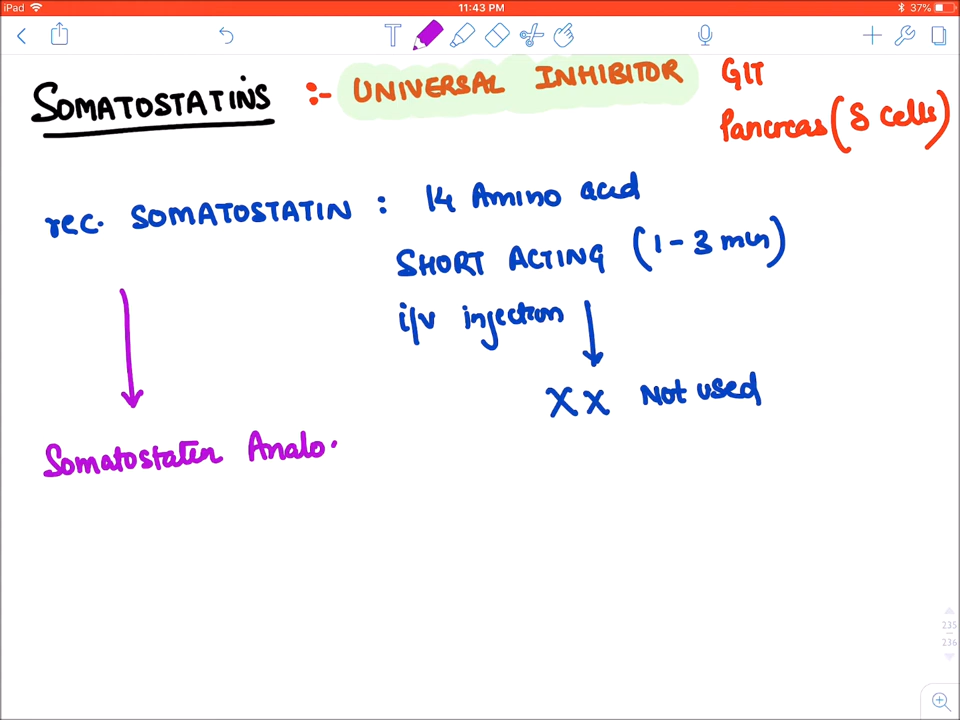 iPad 11:43 PM 37%
SOMATOSTATINS :- UNIVERSAL INHIBITOR GIT
Pancreas (δ cells)
rec. SOMATOSTATIN : 14 Amino acid
SHORT ACTING (1-3 min)
i/v injection
XX Not used
Somatostatin Analo
235
236